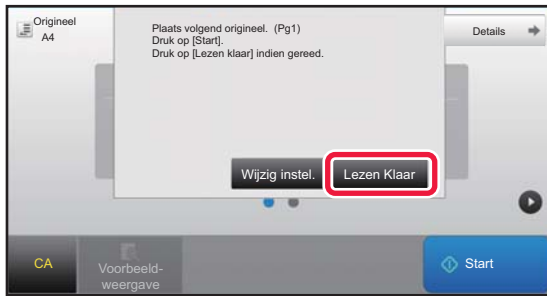 Origineel
A4
Plaats volgend origineel. (Pg1)
Druk op [Start].
Druk op [Lezen klaar] indien gereed.
Details
Wijzig instel.
Lezen Klaar
CA
Voorbeeld-
weergave
Start